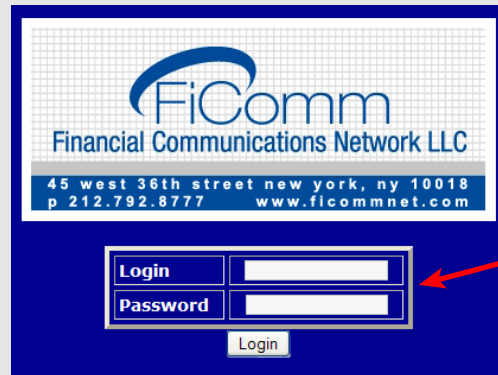 FiComm
Financial Communications Network LLC
45 west 36th street new york, ny 10018
p 212.792.8777 www.ficommnet.com
Login
Password
Login